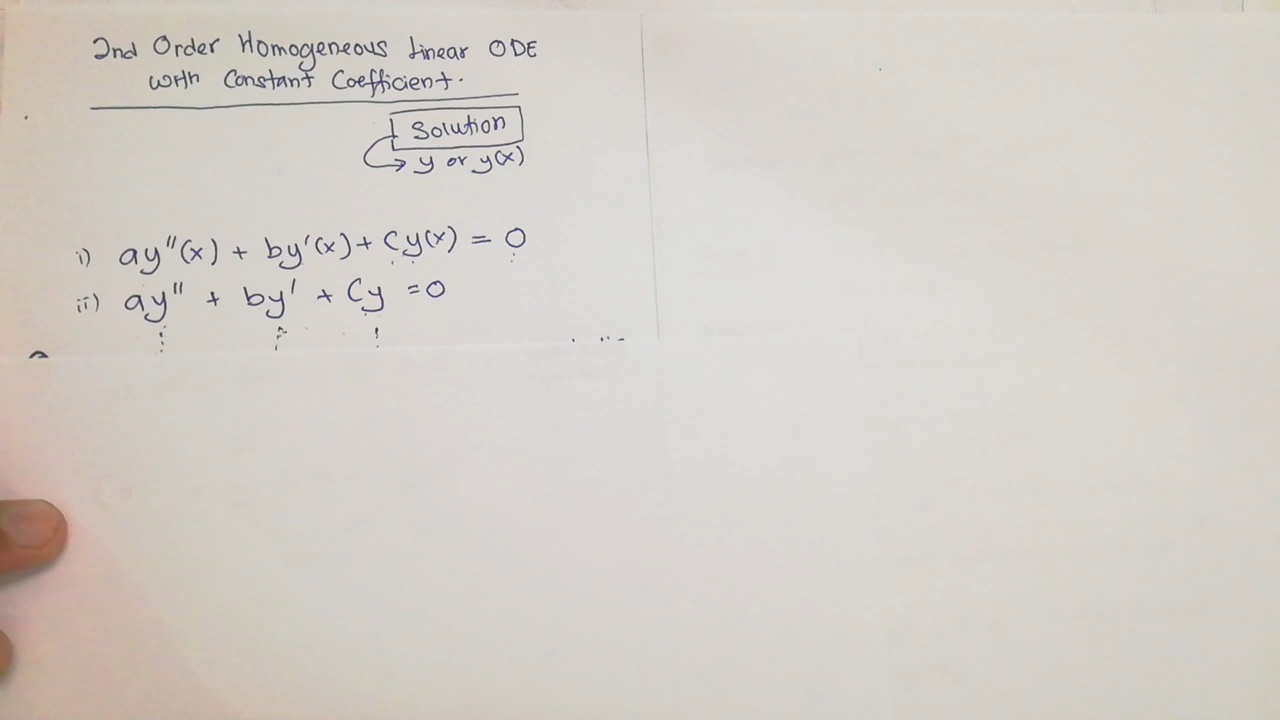 2nd Order Homogeneous Linear ODE
with Constant Coefficient.
Solution
y or y(x)
i) ay"(x) + by'(x) + Cy(x) = 0
ii) ay" + by' + Cy = 0